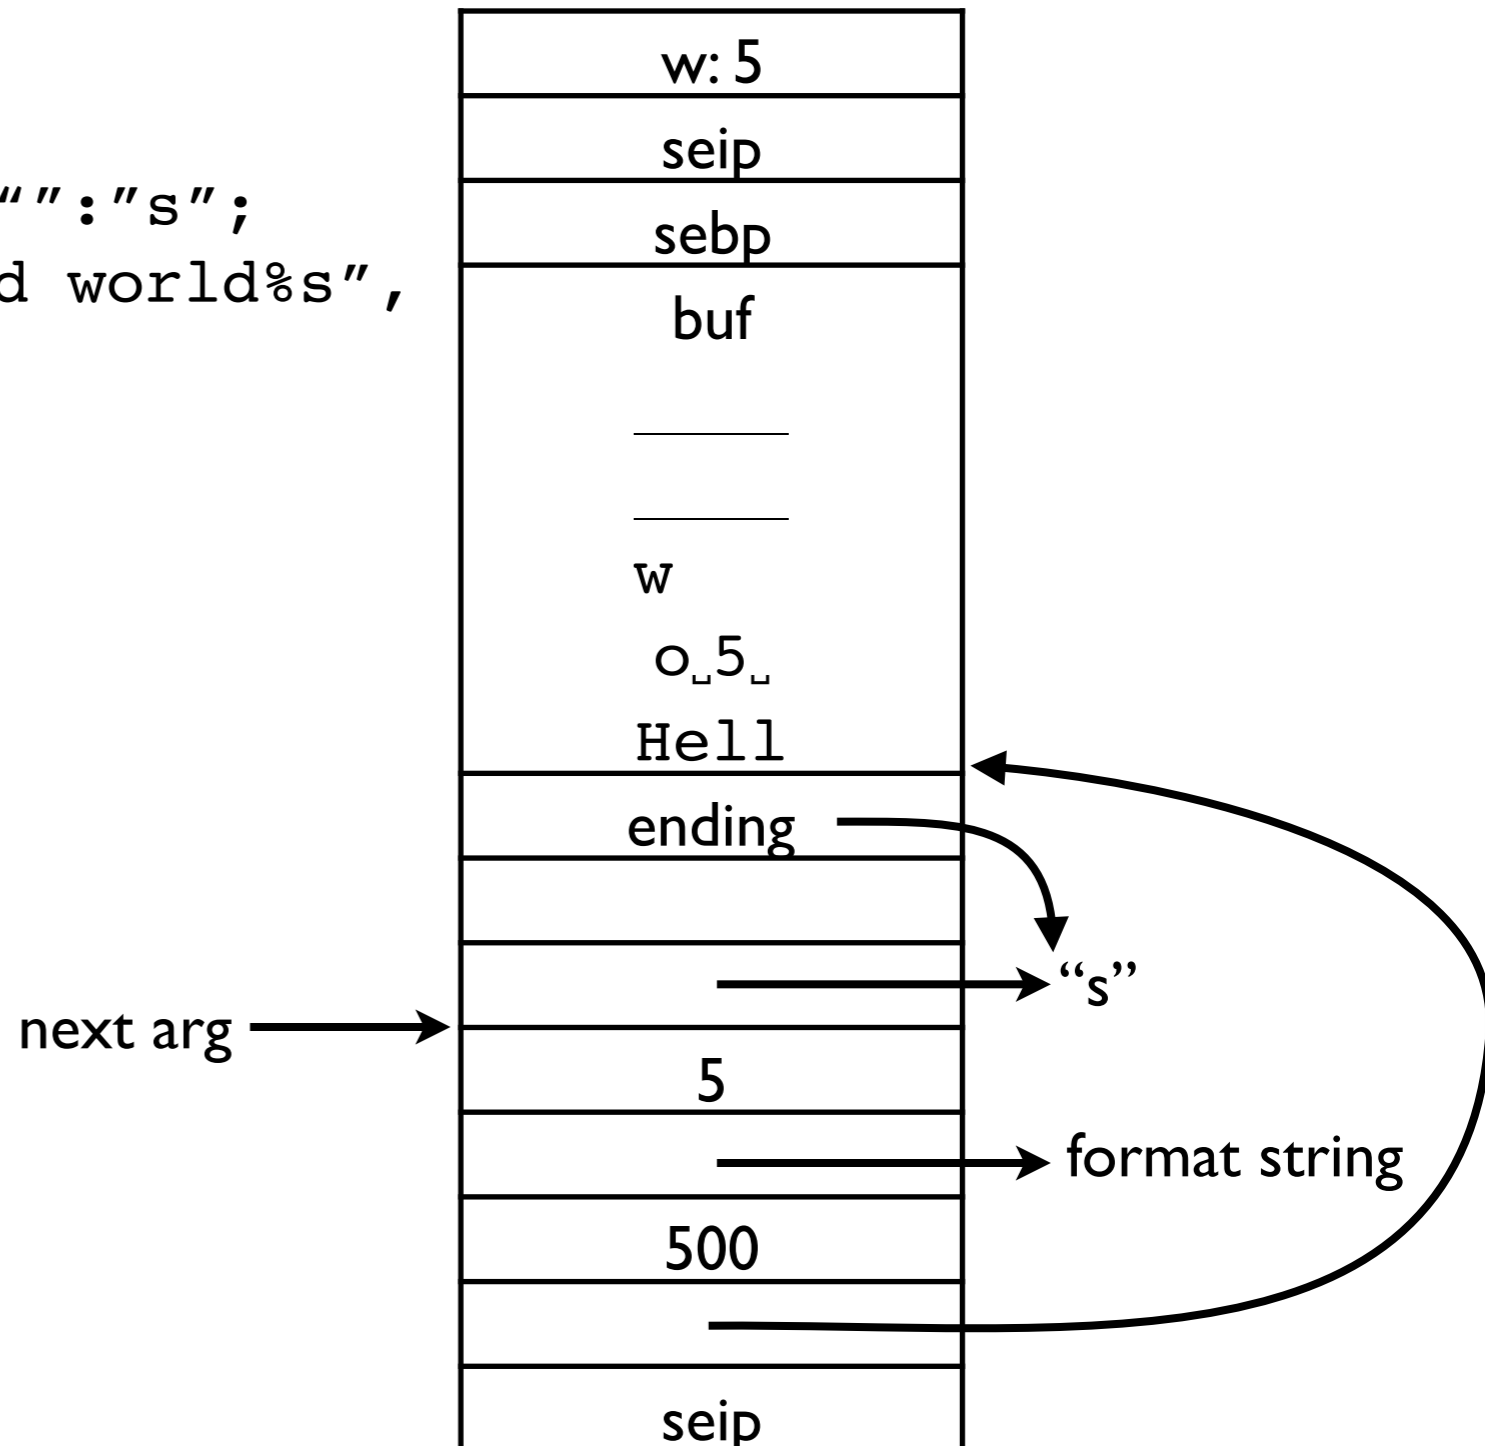 “”:”s”;
d world%s”,
w: 5
seip
sebp
buf
w
o␣5␣
Hell
ending
“s”
next arg
5
format string
500
seip